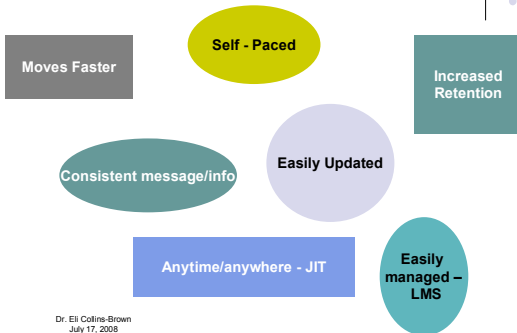 Self - Paced
Moves Faster
Increased
Retention
Easily Updated
Consistent message/info
Anytime/anywhere - JIT
Easily
managed –
LMS
Dr. Eli Collins-Brown
July 17, 2008